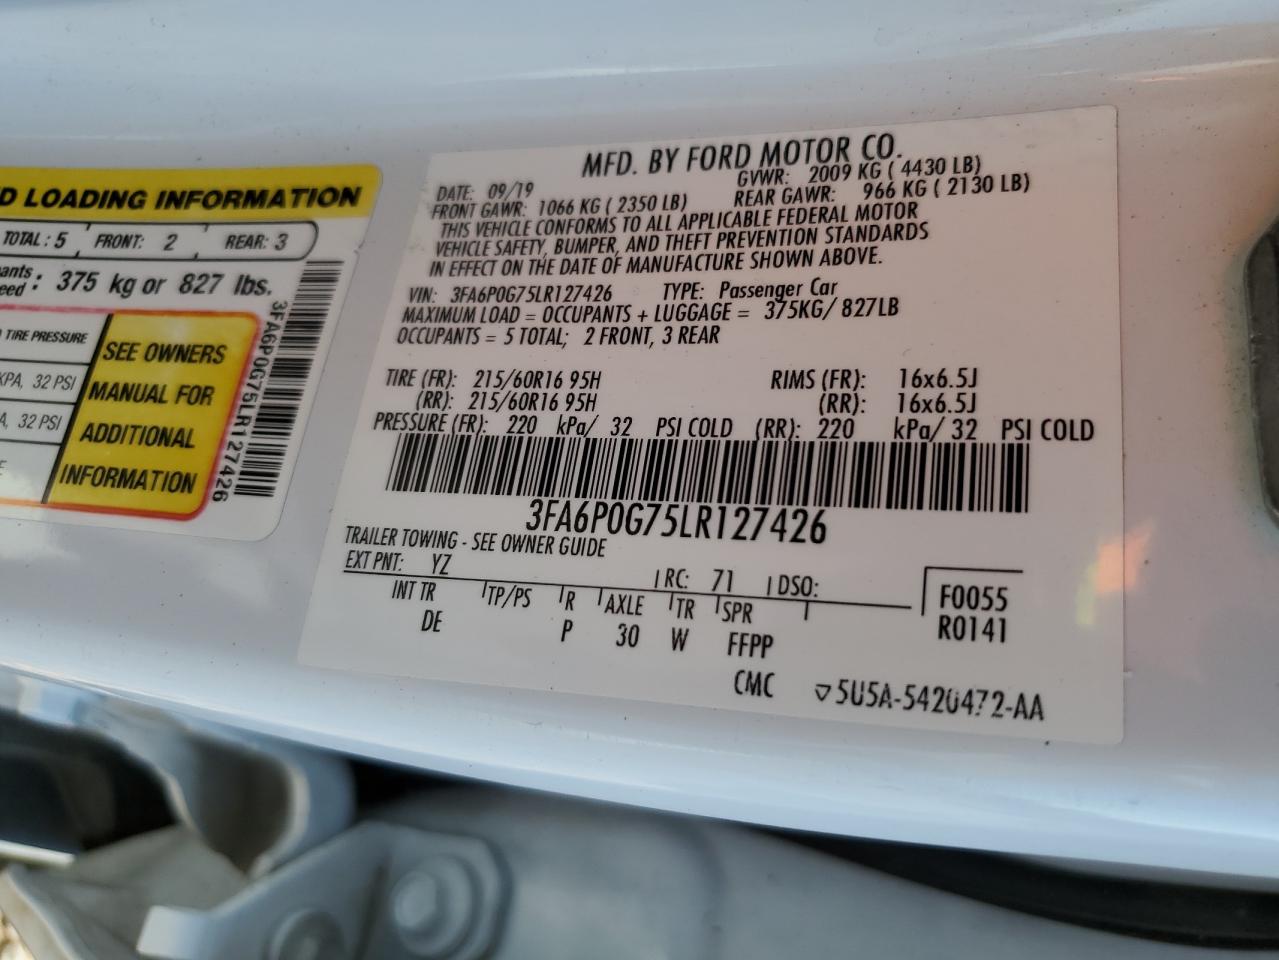 D LOADING INFORMATION
TOTAL: 5 FRONT: 2 REAR: 3
ants
eed : 375 kg or 827 lbs.
TIRE PRESSURE
KPA, 32 PSI
A, 32 PSI
SEE OWNERS
MANUAL FOR
ADDITIONAL
INFORMATION
3FA6P0G75LR127426
MFD. BY FORD MOTOR CO.
DATE: 09/19 GVWR: 2009 KG ( 4430 LB)
FRONT GAWR: 1066 KG ( 2350 LB) REAR GAWR: 966 KG ( 2130 LB)
THIS VEHICLE CONFORMS TO ALL APPLICABLE FEDERAL MOTOR
VEHICLE SAFETY, BUMPER, AND THEFT PREVENTION STANDARDS
IN EFFECT ON THE DATE OF MANUFACTURE SHOWN ABOVE.
VIN: 3FA6P0G75LR127426 TYPE: Passenger Car
MAXIMUM LOAD = OCCUPANTS + LUGGAGE = 375KG/ 827LB
OCCUPANTS = 5 TOTAL; 2 FRONT, 3 REAR
TIRE (FR): 215/60R16 95H RIMS (FR): 16x6.5J
(RR): 215/60R16 95H (RR): 16x6.5J
PRESSURE (FR): 220 kPa/ 32 PSI COLD (RR): 220 kPa/ 32 PSI COLD
3FA6P0G75LR127426
TRAILER TOWING - SEE OWNER GUIDE
EXT PNT: YZ RC: 71 DSO:
INT TR TP/PS R AXLE TR SPR F0055
DE P 30 W FFPP R0141
CMC ▽5U5A-5420472-AA